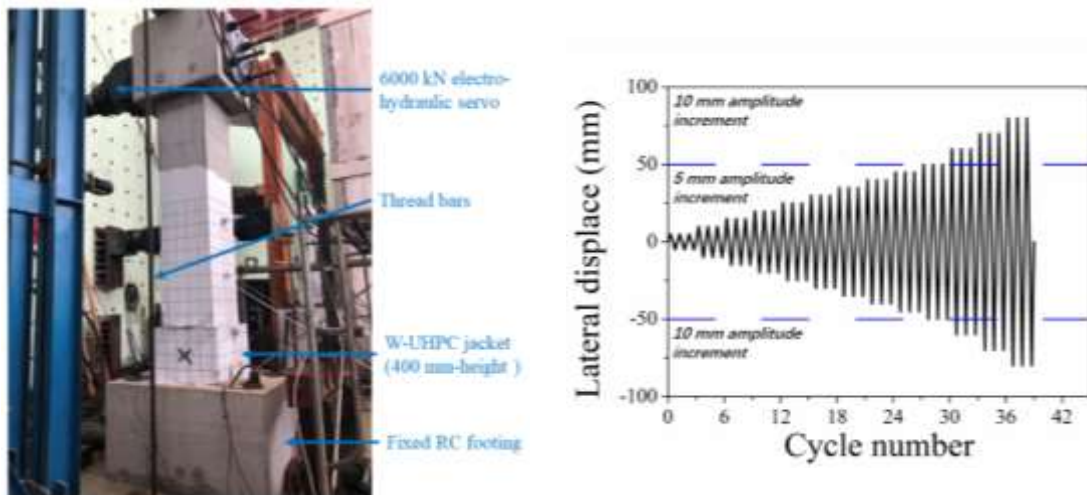 6000 kN electro-
hydraulic servo
Thread bars
W-UHPC jacket
(400 mm-height )
Fixed RC footing
100
10 mm amplitude
increment
50
5 mm amplitude
increment
0
-50
10 mm amplitude
increment
-100
0 6 12 18 24 30 36 42
Lateral displace (mm)
Cycle number